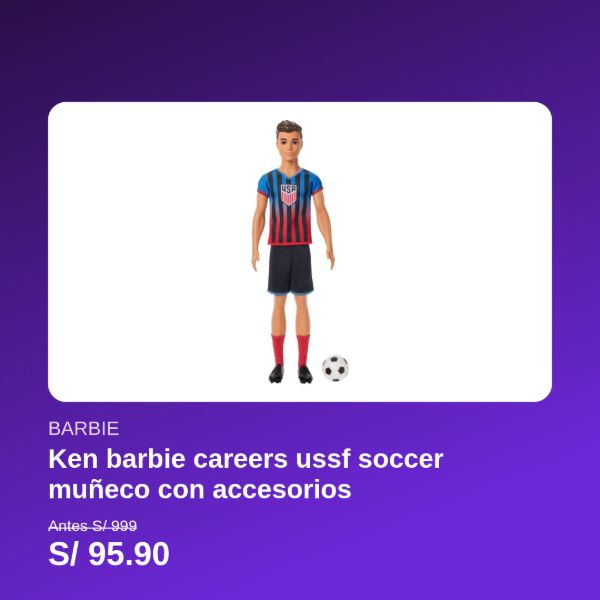 USA
BARBIE
Ken barbie careers ussf soccer
muñeco con accesorios
Antes S/ 999
S/ 95.90